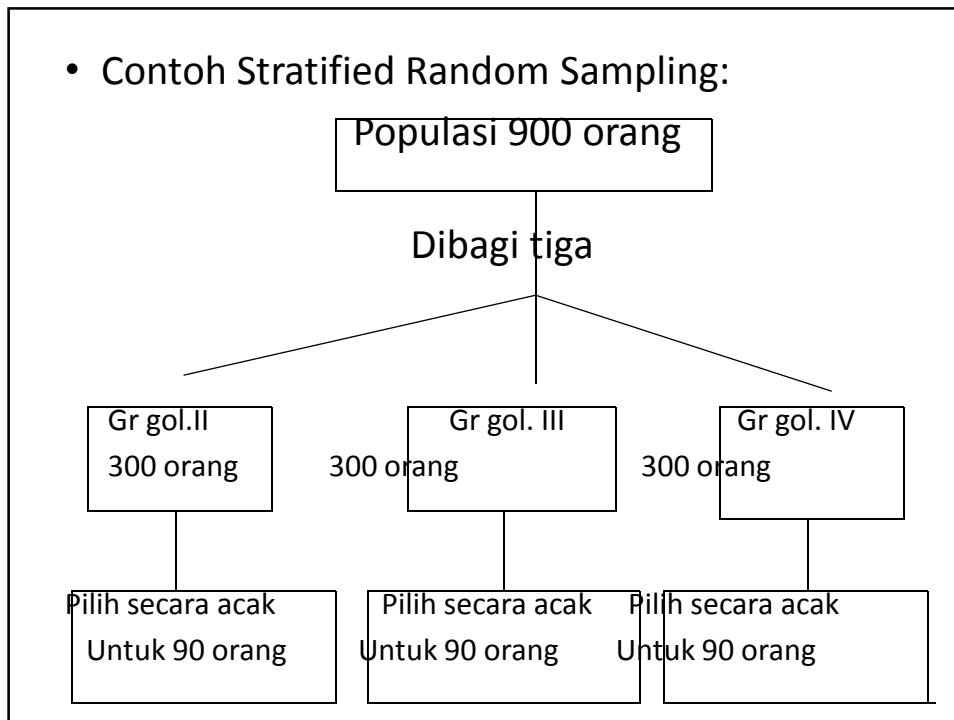 • Contoh Stratified Random Sampling:
Populasi 900 orang
Dibagi tiga
Gr gol.II Gr gol. III Gr gol. IV
300 orang 300 orang 300 orang
Pilih secara acak Pilih secara acak Pilih secara acak
Untuk 90 orang Untuk 90 orang Untuk 90 orang